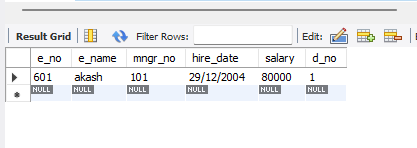 Result Grid Filter Rows: Edit:
e_no e_name mngr_no hire_date salary d_no
601 akash 101 29/12/2004 80000 1
NULL NULL NULL NULL NULL NULL